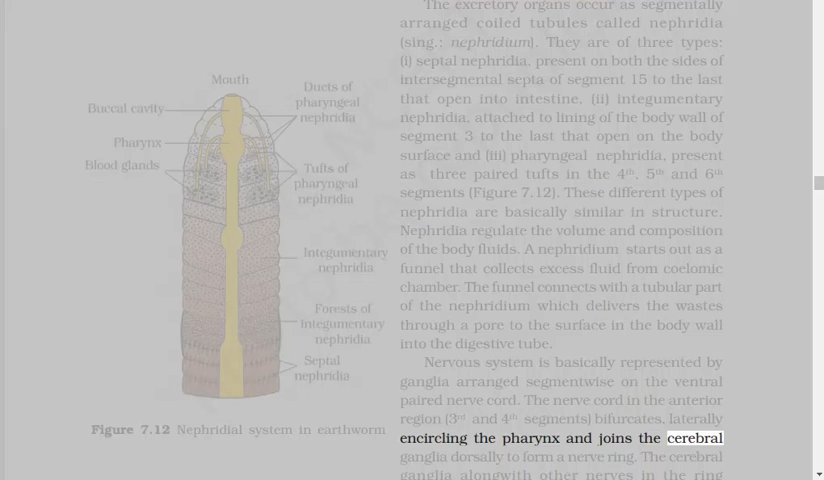 Mouth
Buccal cavity
Pharynx
Blood glands
Ducts of
pharyngeal
nephridia
Tufts of
pharyngeal
nephridia
Integumentary
nephridia
Forests of
integumentary
nephridia
Septal
nephridia
Figure 7.12 Nephridial system in earthworm
The excretory organs occur as segmentally
arranged coiled tubules called nephridia
(sing.: nephridium). They are of three types:
(i) septal nephridia, present on both the sides of
intersegmental septa of segment 15 to the last
that open into intestine, (ii) integumentary
nephridia, attached to lining of the body wall of
segment 3 to the last that open on the body
surface and (iii) pharyngeal nephridia, present
as three paired tufts in the 4th, 5th and 6th
segments (Figure 7.12). These different types of
nephridia are basically similar in structure.
Nephridia regulate the volume and composition
of the body fluids. A nephridium starts out as a
funnel that collects excess fluid from coelomic
chamber. The funnel connects with a tubular part
of the nephridium which delivers the wastes
through a pore to the surface in the body wall
into the digestive tube.
Nervous system is basically represented by
ganglia arranged segmentwise on the ventral
paired nerve cord. The nerve cord in the anterior
region (3rd and 4th segments) bifurcates, laterally
encircling the pharynx and joins the cerebral
ganglia dorsally to form a nerve ring. The cerebral
ganglia alongwith other nerves in the ring